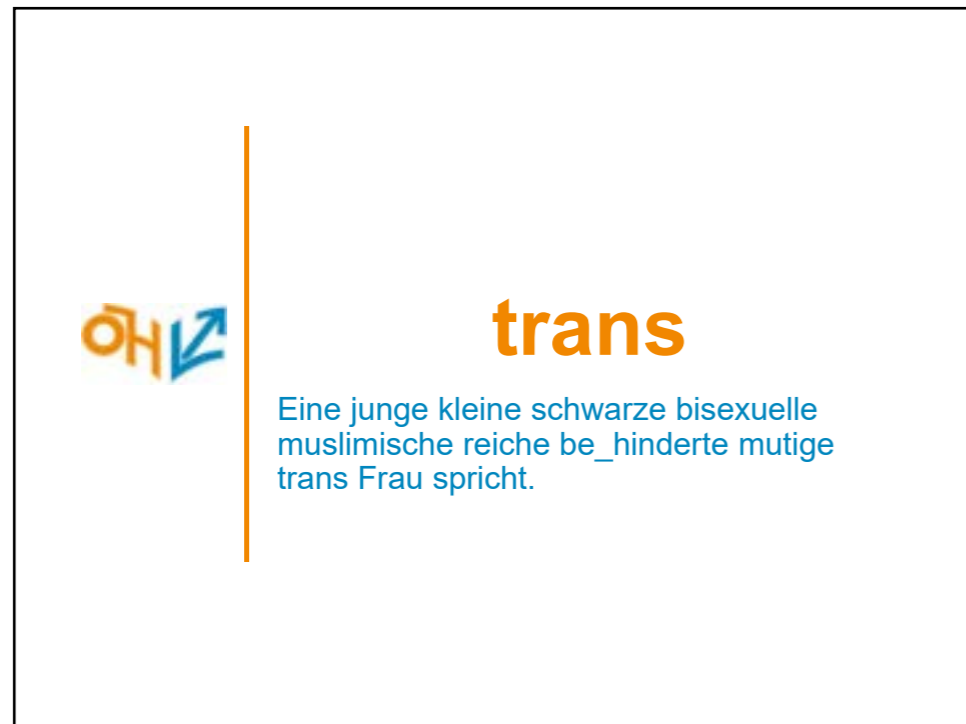 ÖH
trans
Eine junge kleine schwarze bisexuelle
muslimische reiche be_hinderte mutige
trans Frau spricht.